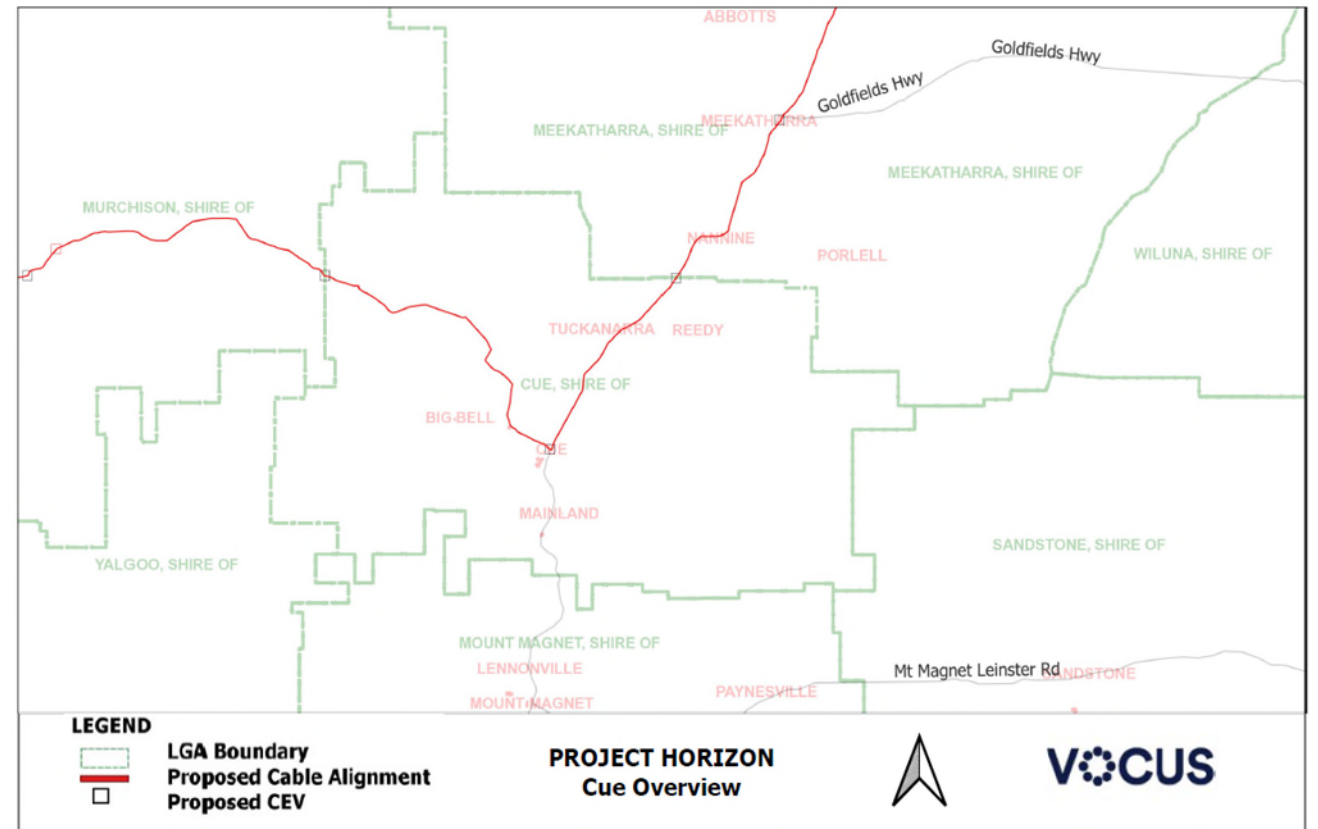 ABBOTTS
Goldfields Hwy
Goldfields Hwy
MEEKATHARRA
MEEKATHARRA, SHIRE OF
MEEKATHARRA, SHIRE OF
MURCHISON, SHIRE OF
NANNINE
PORLELL
WILUNA, SHIRE OF
TUCKANARRA
REEDY
CUE, SHIRE OF
BIG-BELL
CUE
MAINLAND
SANDSTONE, SHIRE OF
YALGOO, SHIRE OF
MOUNT MAGNET, SHIRE OF
LENNONVILLE
Mt Magnet Leinster Rd
SANDSTONE
PAYNESVILLE
MOUNT MAGNET
LEGEND
LGA Boundary
Proposed Cable Alignment
Proposed CEV
PROJECT HORIZON
Cue Overview
VOCUS